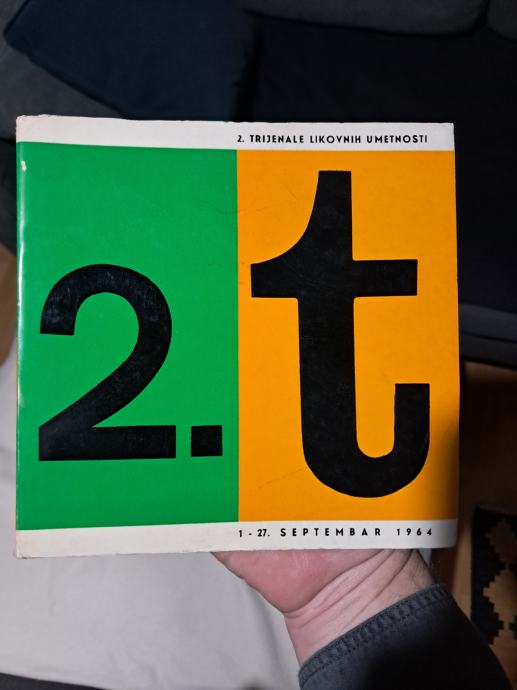 2. TRIJENALE LIKOVNIH UMETNOSTI
2. t
1 - 27. SEPTEMBAR 1964